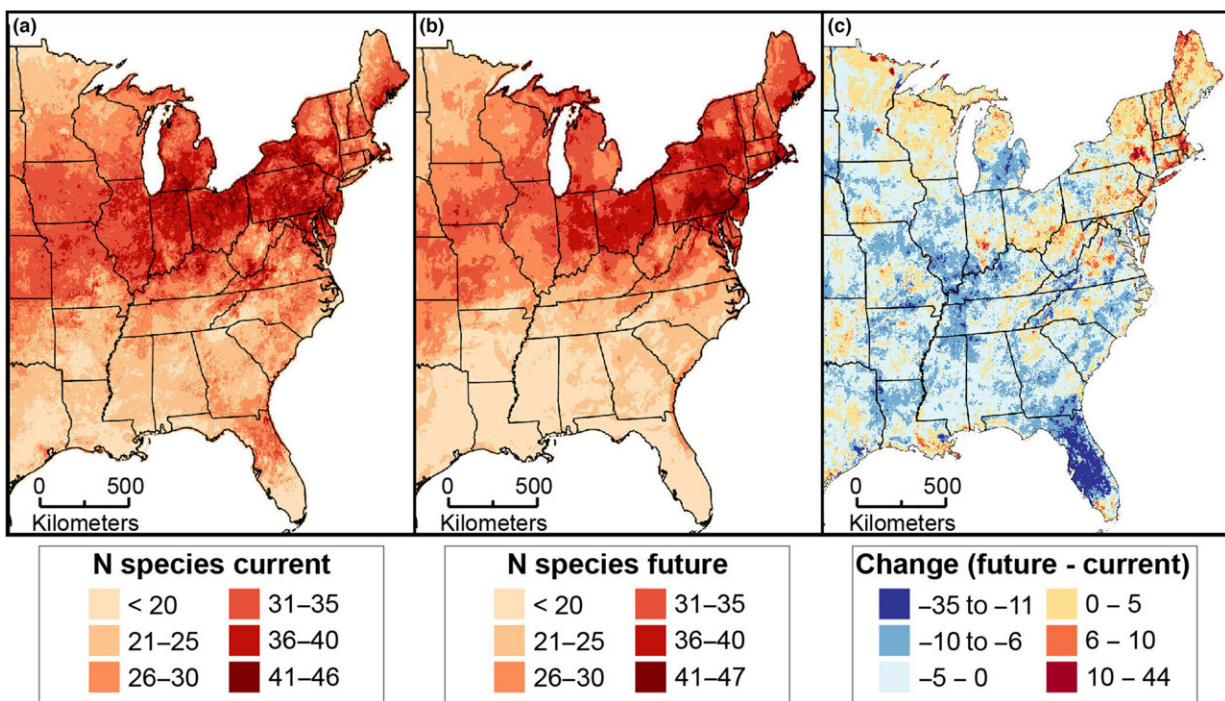 (a)
(b)
(c)
0 500
Kilometers
0 500
Kilometers
0 500
Kilometers
N species current
< 20
21–25
26–30
31–35
36–40
41–46
N species future
< 20
21–25
26–30
31–35
36–40
41–47
Change (future - current)
–35 to –11
–10 to –6
–5 – 0
0 – 5
6 – 10
10 – 44